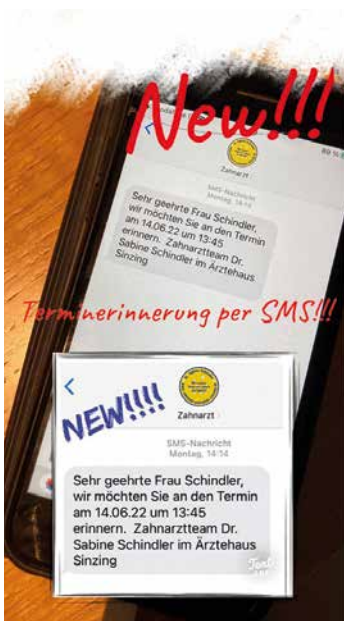 New!!!
Zahnarzt
SMS-Nachricht
Montag, 14:14
Sehr geehrte Frau Schindler,
wir möchten Sie an den Termin
am 14.06.22 um 13:45
erinnern. Zahnarztteam Dr.
Sabine Schindler im Ärztehaus
Sinzing
Terminerinnerung per SMS!!!
NEW!!!!
Zahnarzt
SMS-Nachricht
Montag, 14:14
Sehr geehrte Frau Schindler,
wir möchten Sie an den Termin
am 14.06.22 um 13:45
erinnern. Zahnarztteam Dr.
Sabine Schindler im Ärztehaus
Sinzing